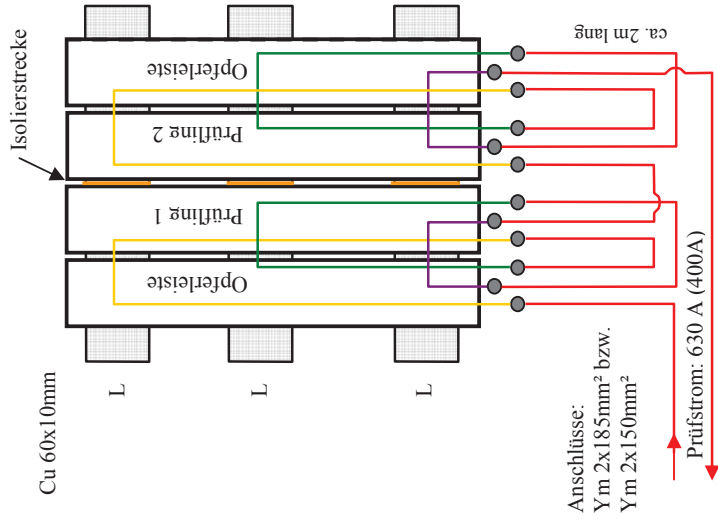 Cu 60x10mm
Isolierstrecke
L
L
L
Opferleiste
Prüfling 1
Prüfling 2
Opferleiste
ca. 2m lang
Anschlüsse:
Ym 2x185mm² bzw.
Ym 2x150mm²
Prüfstrom: 630 A (400A)